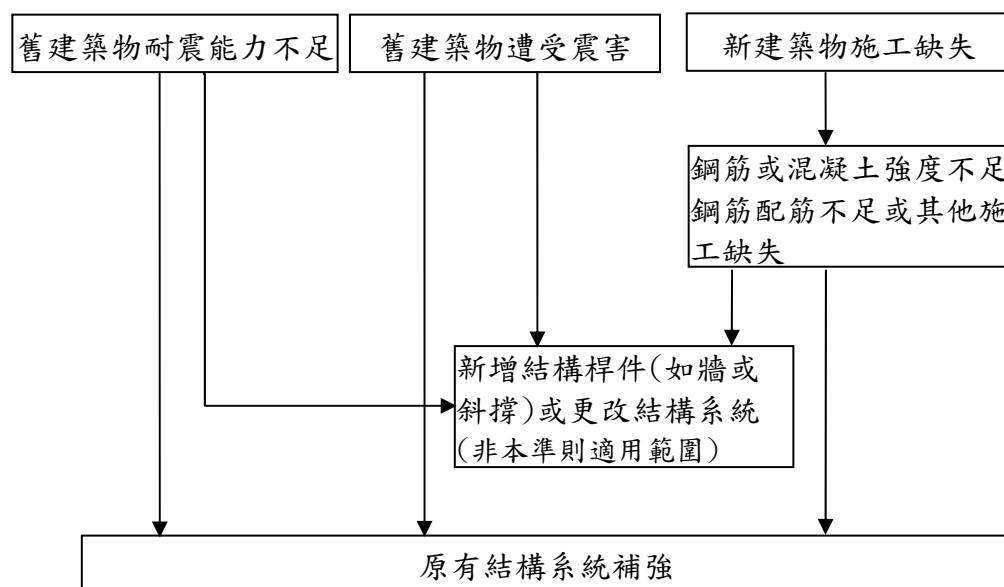 舊建築物耐震能力不足
舊建築物遭受震害
新建築物施工缺失
鋼筋或混凝土強度不足
鋼筋配筋不足或其他施
工缺失
新增結構桿件(如牆或
斜撐)或更改結構系統
(非本準則適用範圍)
原有結構系統補強